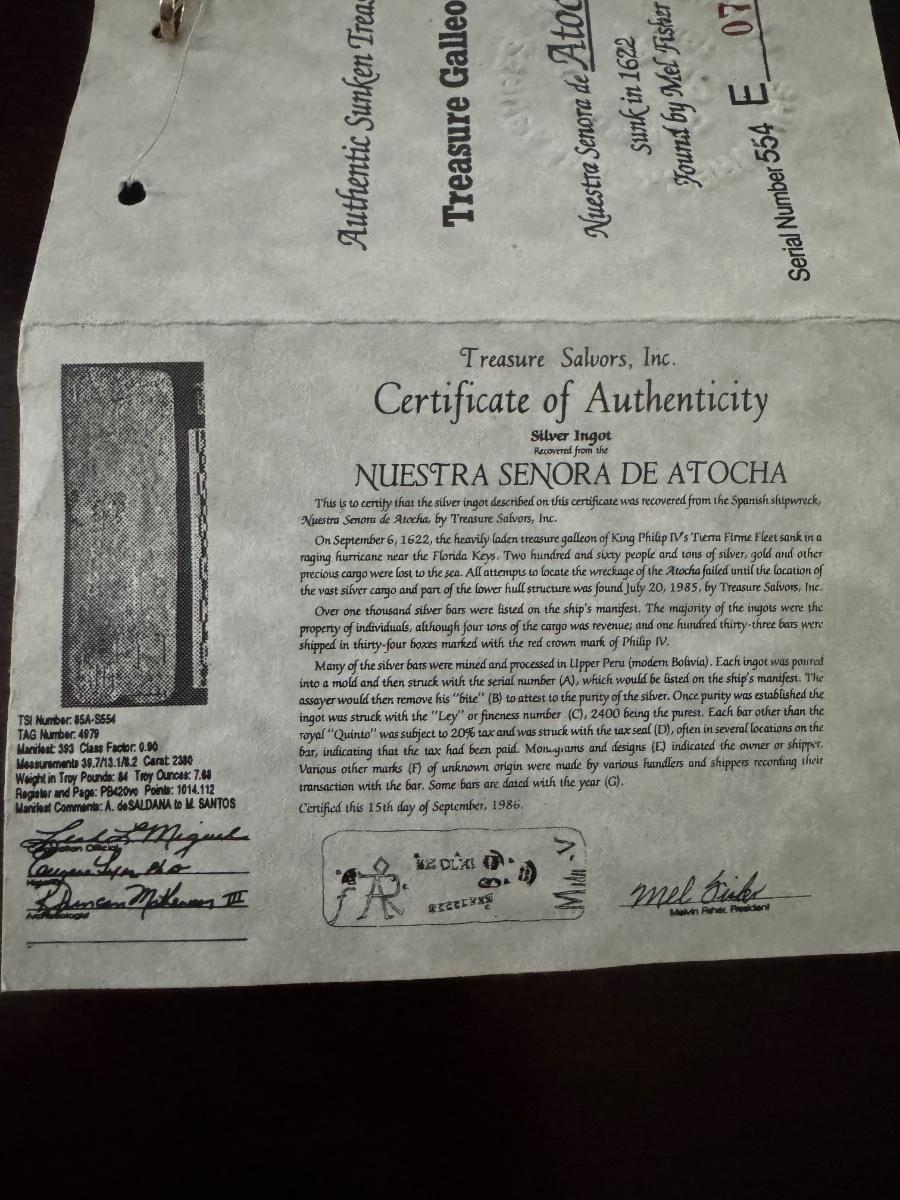 Authentic Sunken
Treasure
Nuestra Senora de
Sunk in 1622
Found by Mel Fisher
Serial Number 554 E 07
Treasure Salvors, Inc.
Certificate of Authenticity
Silver Ingot
Recovered from the
NUESTRA SENORA DE ATOCHA
This is to certify that the silver ingot described on this certificate was recovered from the Spanish shipwreck,
Nuestra Senora de Atocha, by Treasure Salvors, Inc.
On September 6, 1622, the heavily laden treasure galleon of King Philip IV's Tierra Firme Fleet sank in a
raging hurricane near the Florida Keys. Two hundred and sixty people and tons of silver, gold and other
precious cargo were lost to the sea. All attempts to locate the wreckage of the Atocha failed until the location of
the vast silver cargo and part of the lower hull structure was found July 20, 1985, by Treasure Salvors, Inc.
Over one thousand silver bars were listed on the ship's manifest. The majority of the ingots were the
property of individuals, although four tons of the cargo was revenue; and one hundred thirty-three bars were
shipped in thirty-four boxes marked with the red crown mark of Philip IV.
Many of the silver bars were mined and processed in Upper Peru (modern Bolivia). Each ingot was poured
into a mold and then struck with the serial number (A), which would be listed on the ship's manifest. The
assayer would then remove his "bite" (B) to attest to the purity of the silver. Once purity was established the
ingot was struck with the "Ley" or fineness number (C), 2400 being the purest. Each bar other than the
royal "Quinto" was subject to 20% tax and was struck with the tax seal (D), often in several locations on the
bar, indicating that the tax had been paid. Monograms and designs (E) indicated the owner or shipper.
Various other marks (F) of unknown origin were made by various handlers and shippers recording their
transaction with the bar. Some bars are dated with the year (G).
Certified this 15th day of September, 1986.
TSI Number: 85A-S554
TAG Number: 4979
Manifest: 393 Class Factor: 0.90
Measurements 39.7/13.1/8.2 Carat: 2380
Weight in Troy Pounds: 84 Troy Ounces: 7.68
Register and Page: PB420vo Points: 1014.112
Manifest Comments: A. deSALDANA to M. SANTOS
Archaeologist
Mel Fisher
Melvin Fisher, President